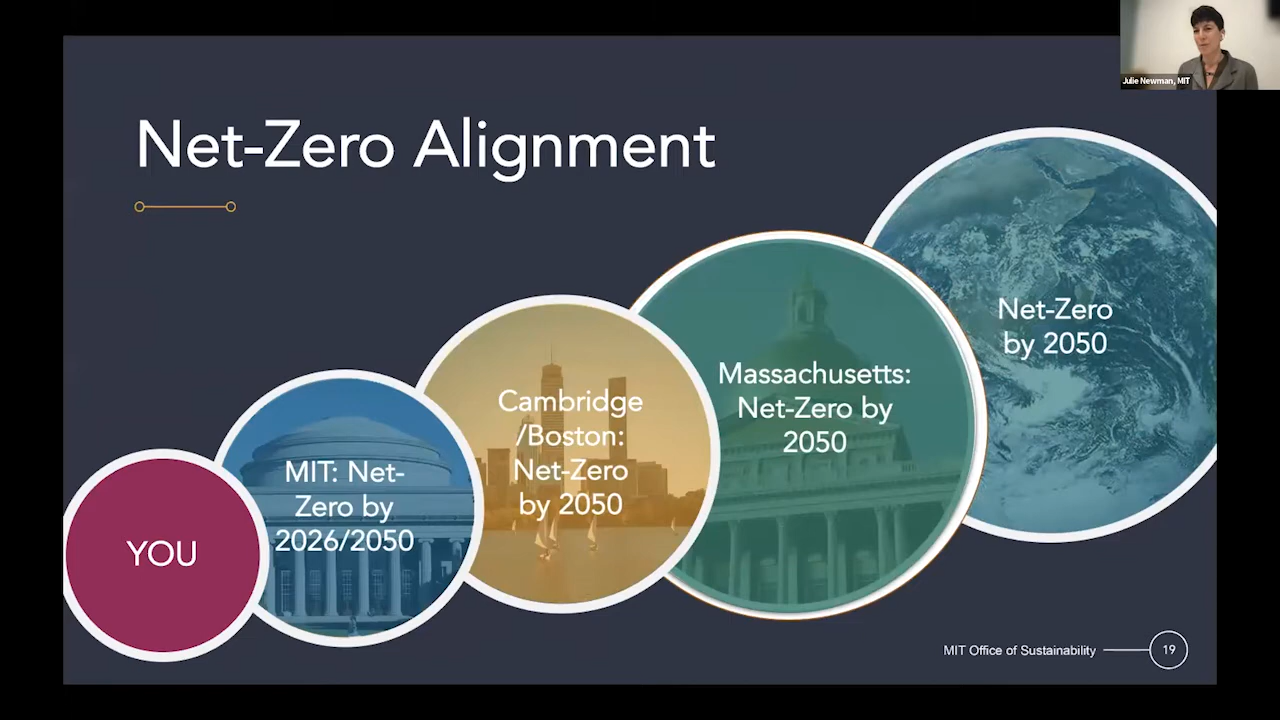 Julie Newman, MIT
Net-Zero Alignment
YOU
MIT: Net-
Zero by
2026/2050
Cambridge
/Boston:
Net-Zero
by 2050
Massachusetts:
Net-Zero by
2050
Net-Zero
by 2050
MIT Office of Sustainability
19